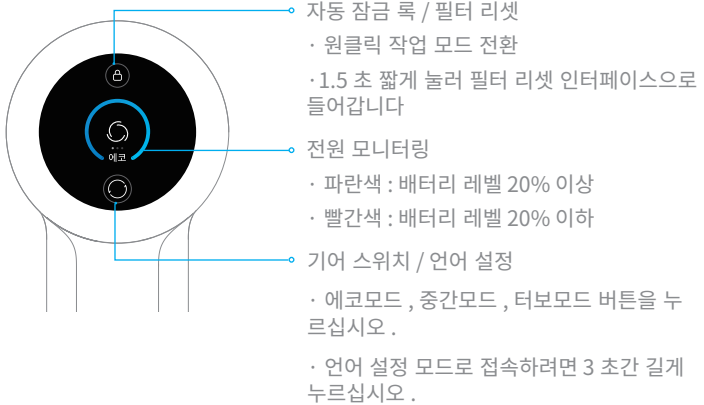 자동 잠금 록 / 필터 리셋
· 원클릭 작업 모드 전환
·1.5 초 짧게 눌러 필터 리셋 인터페이스으로
들어갑니다
에코
전원 모니터링
· 파란색 : 배터리 레벨 20% 이상
· 빨간색 : 배터리 레벨 20% 이하
기어 스위치 / 언어 설정
· 에코모드 , 중간모드 , 터보모드 버튼을 누
르십시오 .
· 언어 설정 모드로 접속하려면 3 초간 길게
누르십시오 .